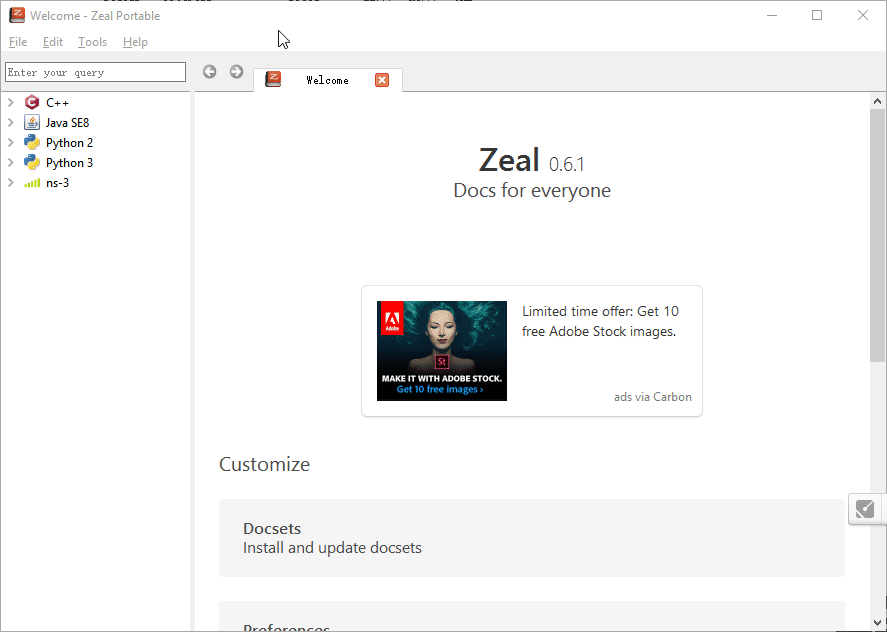 Welcome - Zeal Portable
File Edit Tools Help
Enter your query
Welcome
C++
Java SE8
Python 2
Python 3
ns-3
Zeal 0.6.1
Docs for everyone
Adobe
St
MAKE IT WITH ADOBE STOCK.
Get 10 free images ›
Limited time offer: Get 10
free Adobe Stock images.
ads via Carbon
Customize
Docsets
Install and update docsets
Preferences